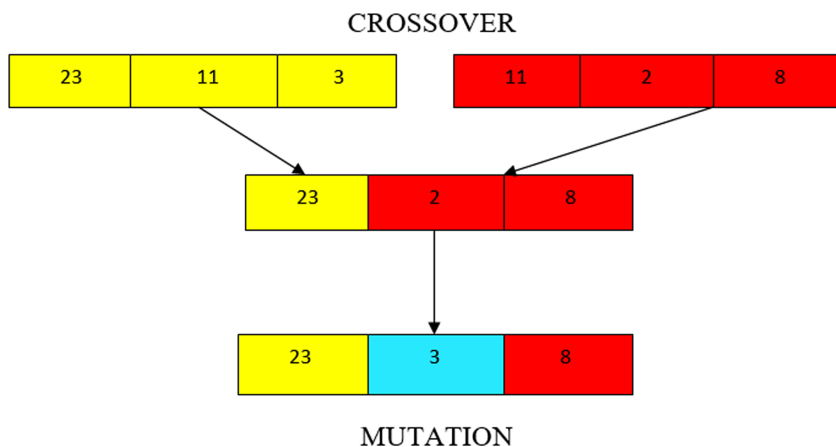 CROSSOVER
23 11 3 11 2 8
23 2 8
23 3 8
MUTATION